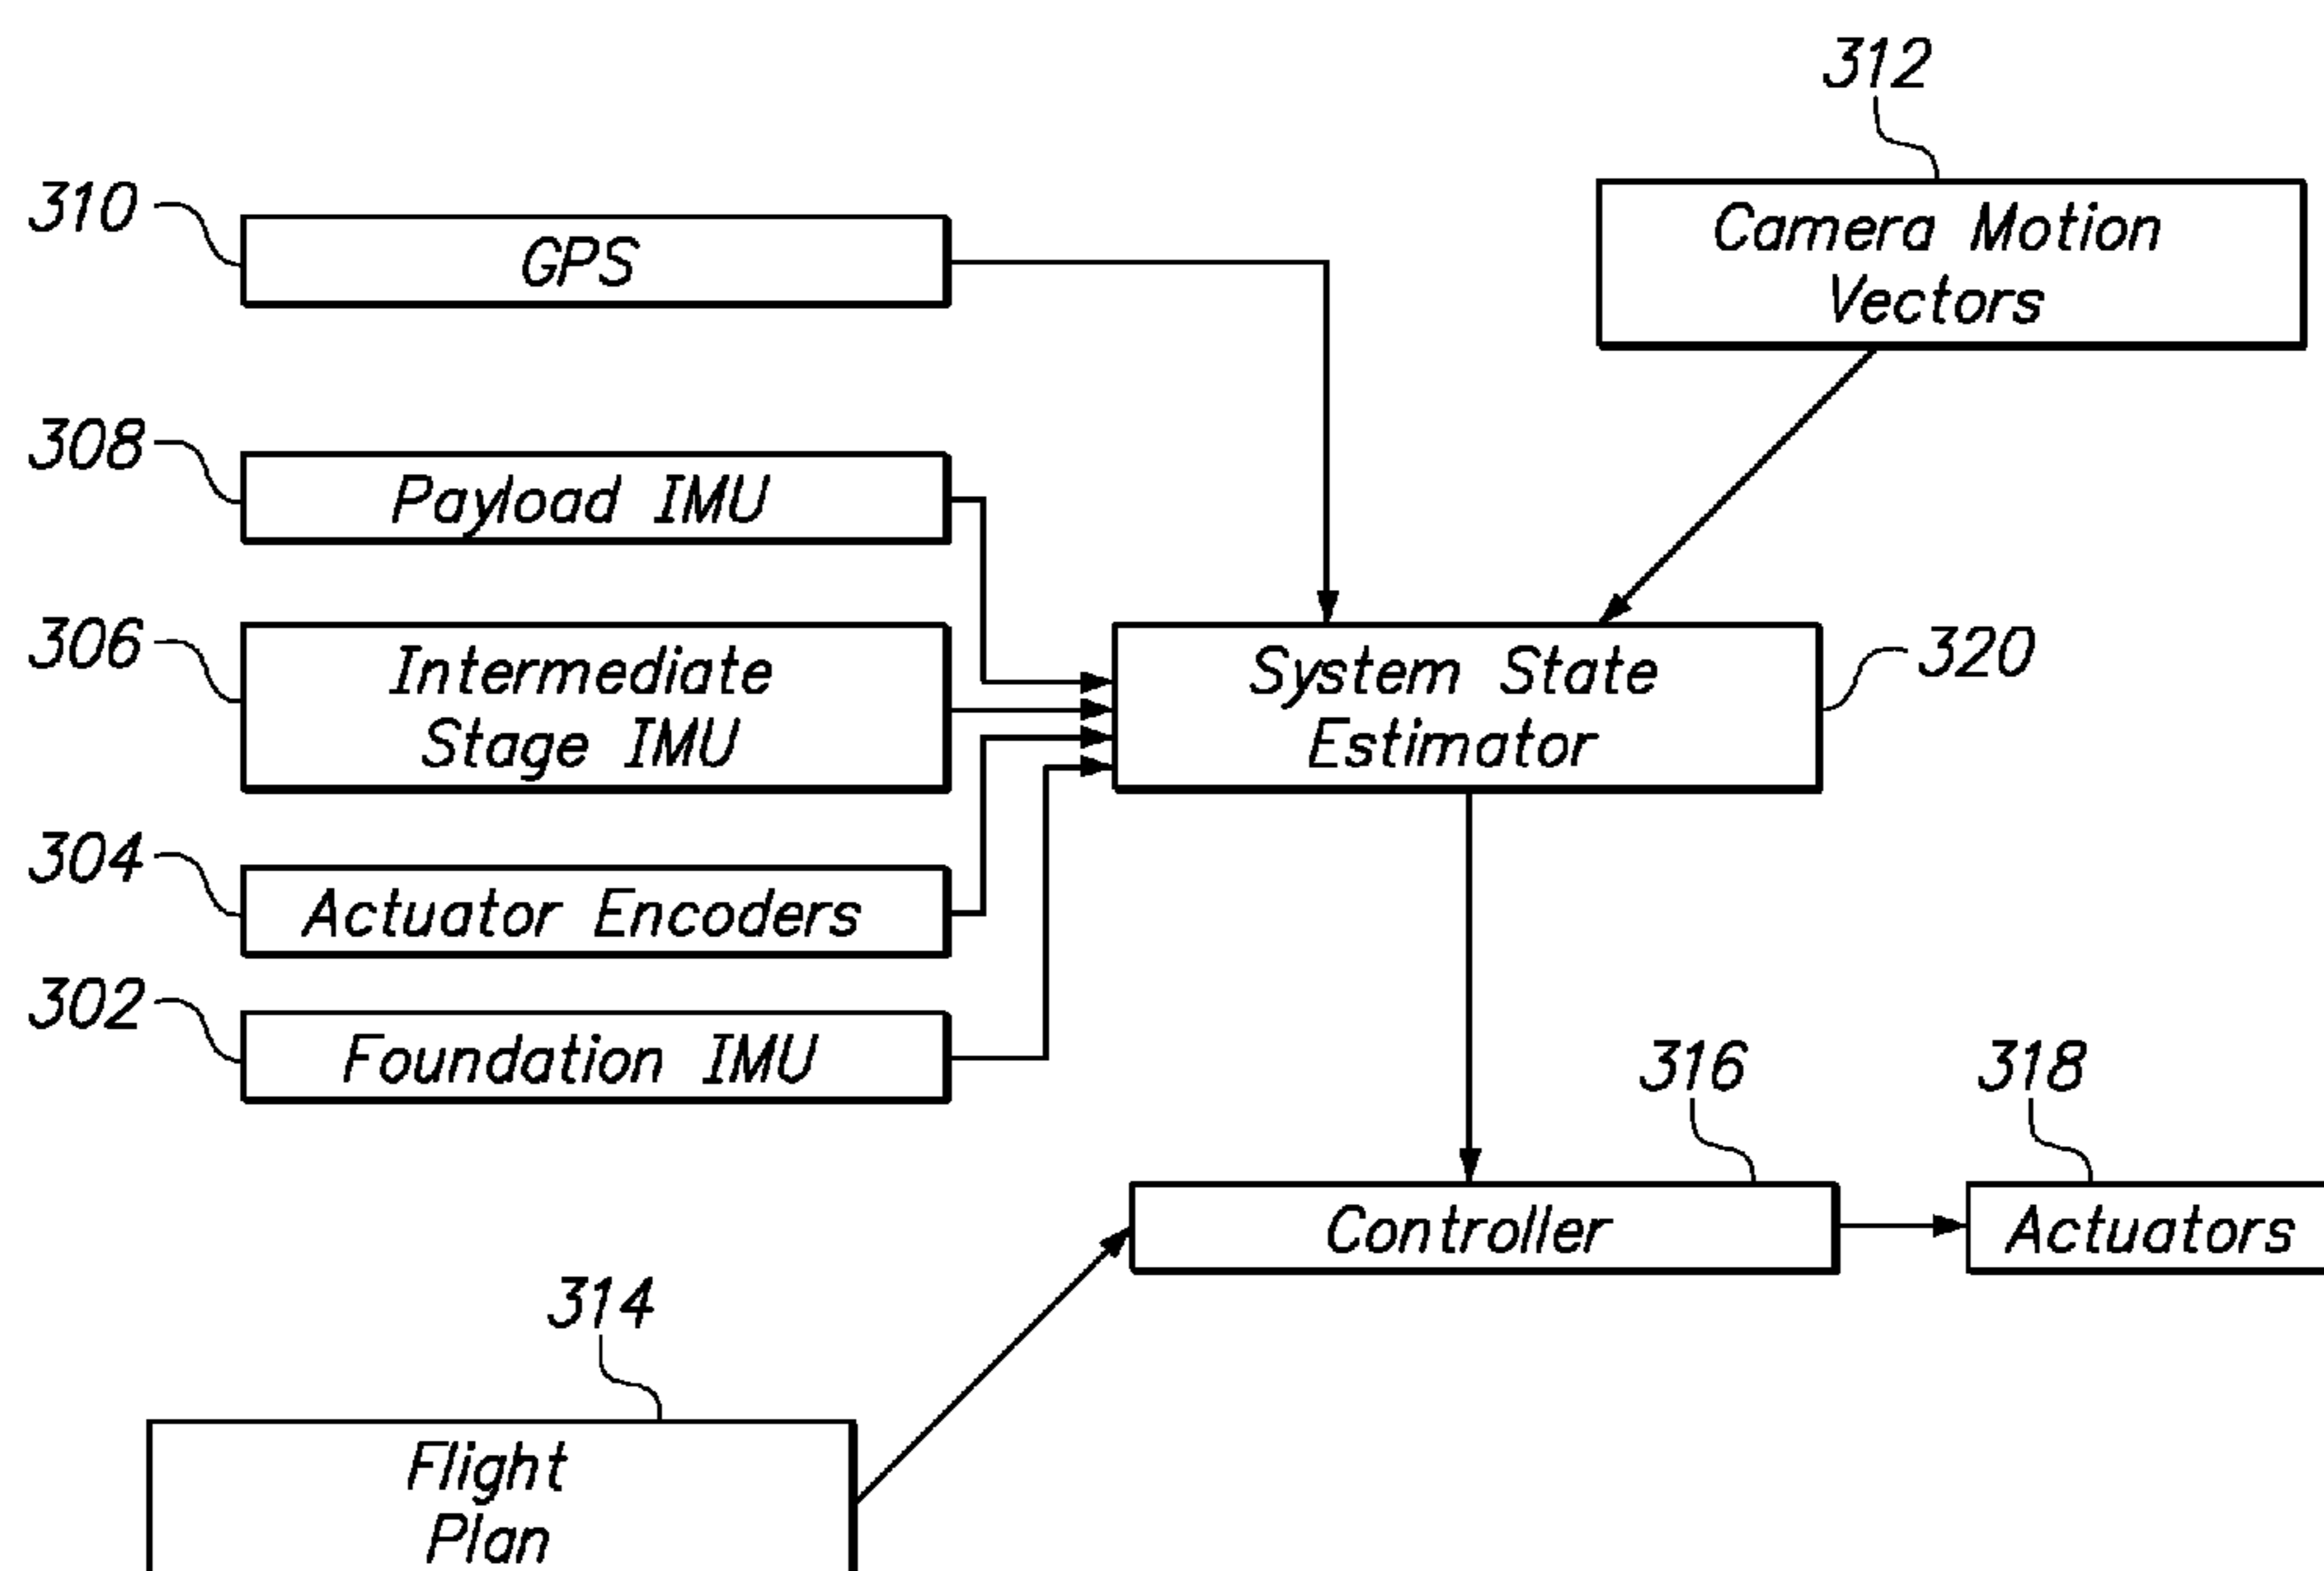 312
310
GPS
Camera Motion
Vectors
308
Payload IMU
306
Intermediate
Stage IMU
System State
Estimator
320
304
Actuator Encoders
302
Foundation IMU
316
318
Controller
Actuators
314
Flight
Plan